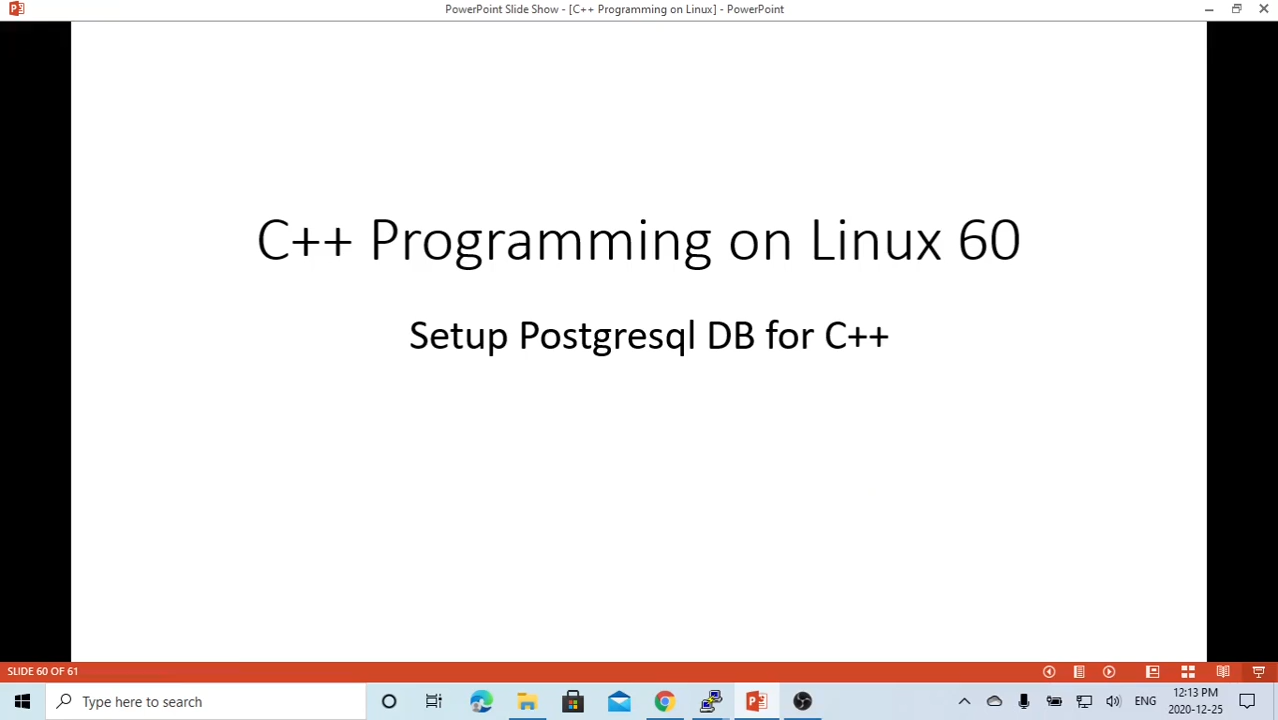 PowerPoint Slide Show - [C++ Programming on Linux] - PowerPoint
C++ Programming on Linux 60
Setup Postgresql DB for C++
SLIDE 60 OF 61
Type here to search
ENG
12:13 PM
2020-12-25